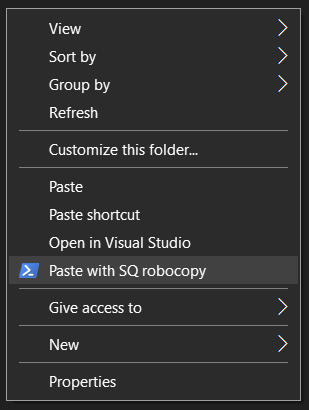 View
Sort by
Group by
Refresh
Customize this folder...
Paste
Paste shortcut
Open in Visual Studio
Paste with SQ robocopy
Give access to
New
Properties